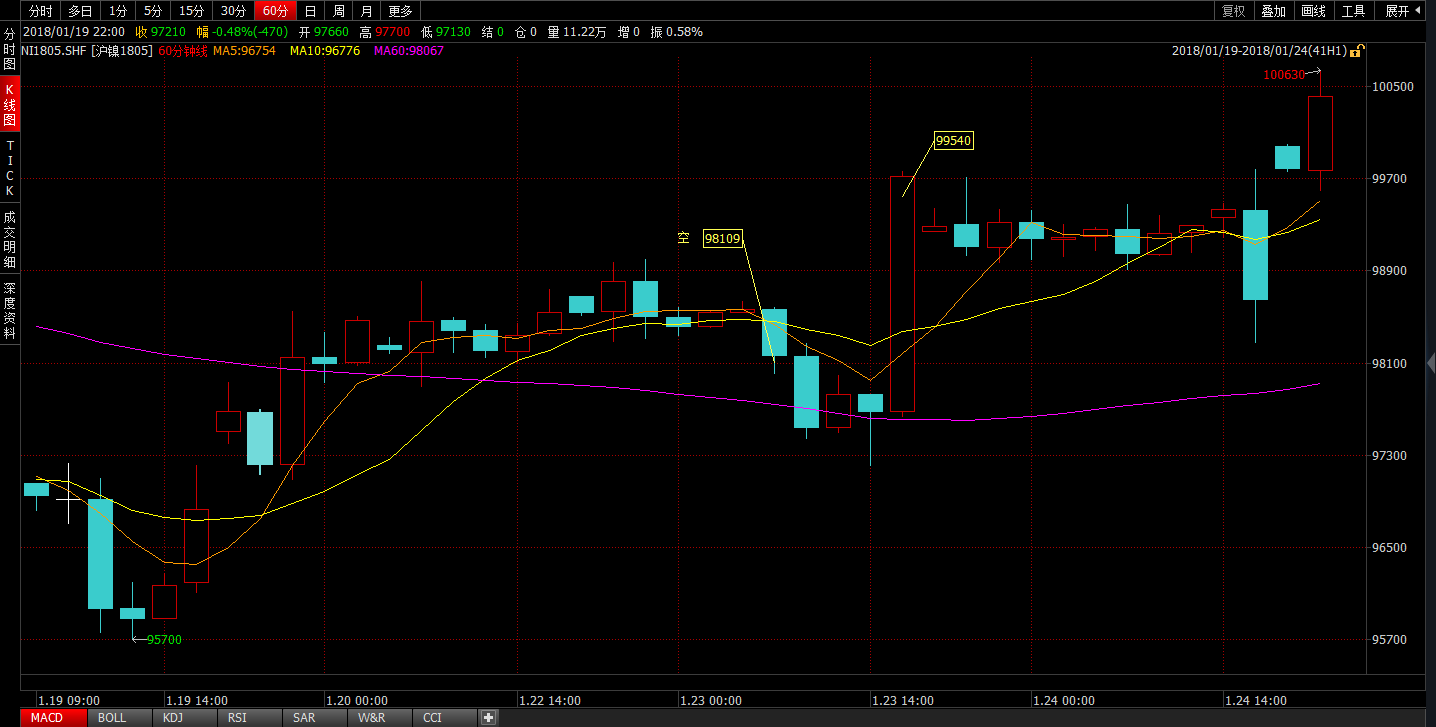 分时 多日 1分 5分 15分 30分 60分 日 周 月 更多 复权 叠加 画线 工具 展开
2018/01/19 22:00 收 97210 幅 -0.48%(-470) 开 97660 高 97700 低 97130 结 0 仓 0 量 11.22万 增 0 振 0.58%
NI1805.SHF [沪镍1805] 60分钟线 MA5:96754 MA10:96776 MA60:98067 2018/01/19-2018/01/24(41H1)
分时图
K线图
TICK
成交明细
深度资料
100630
100500
99540
99700
空 98109
98900
98100
97300
96500
95700
95700
1.19 09:00 1.19 14:00 1.20 00:00 1.22 14:00 1.23 00:00 1.23 14:00 1.24 00:00 1.24 14:00
MACD BOLL KDJ RSI SAR W&R CCI